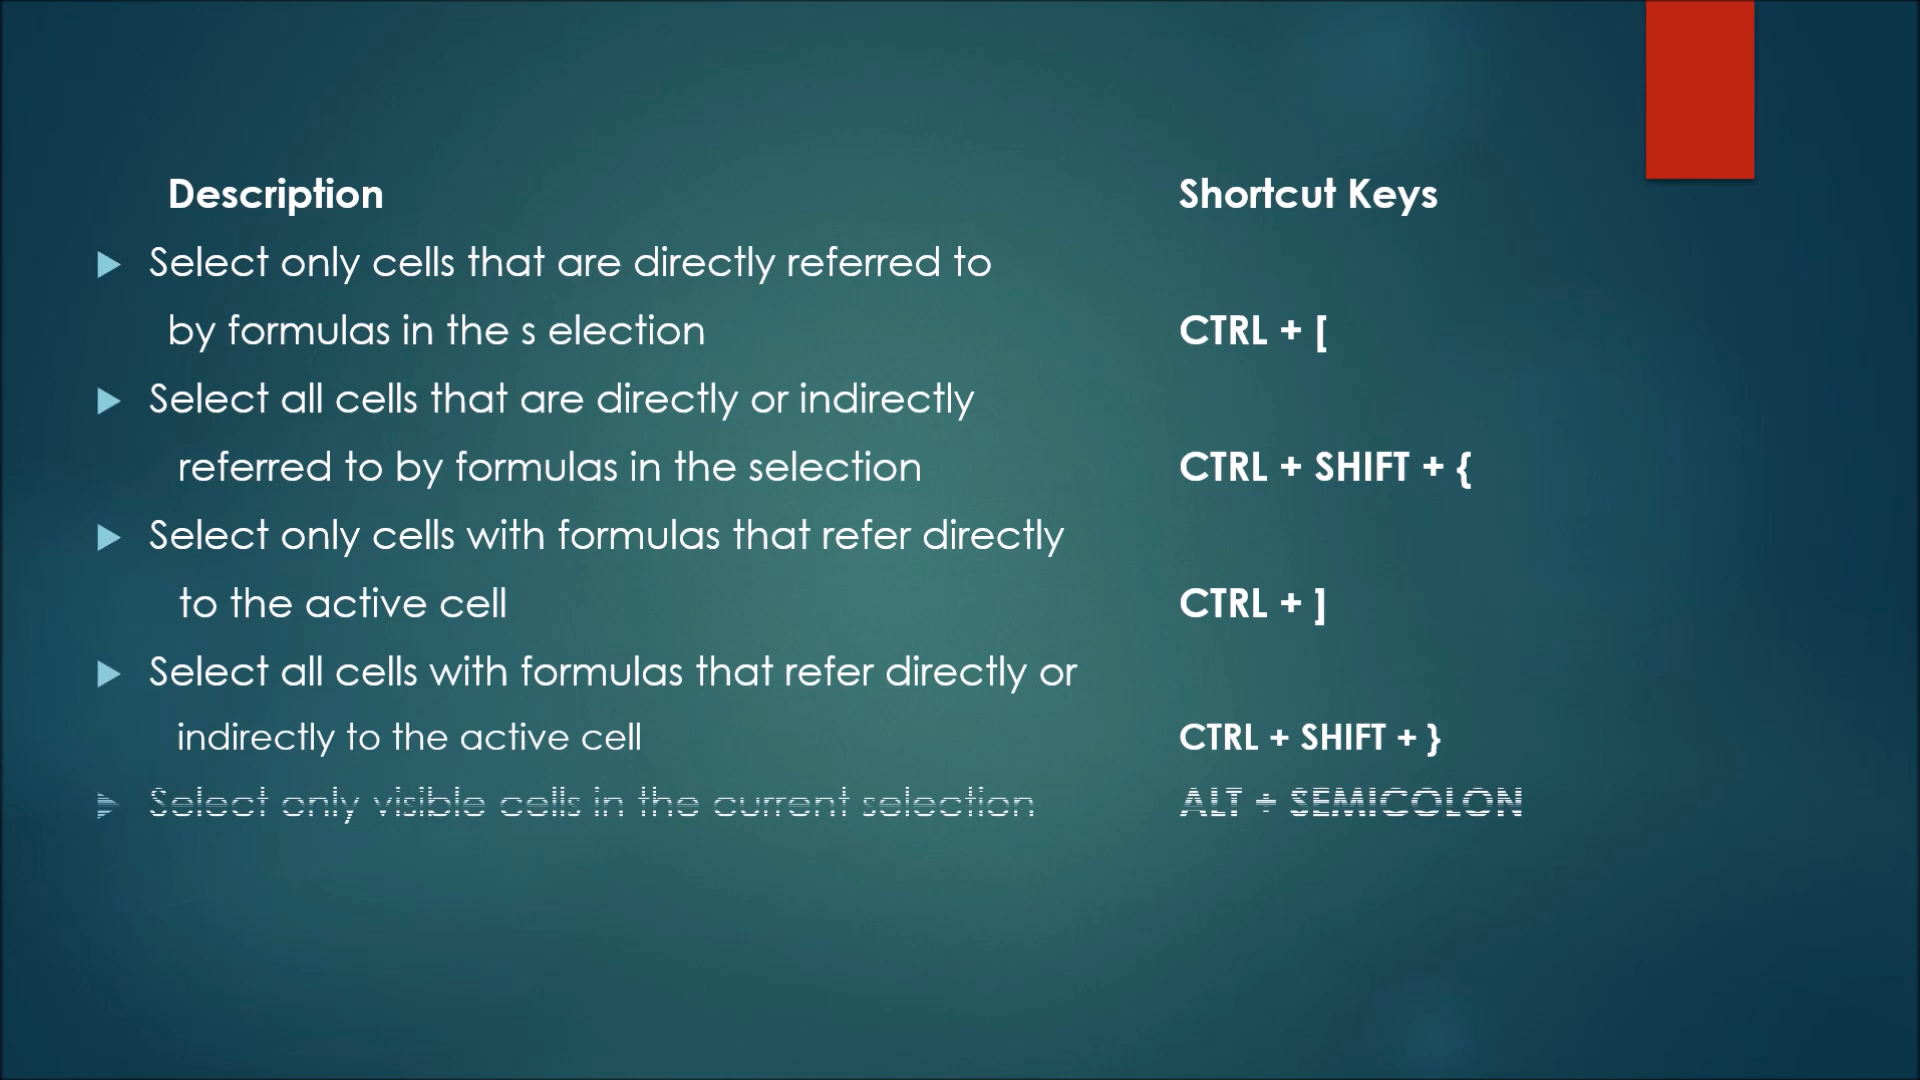 Description Shortcut Keys
Select only cells that are directly referred to
by formulas in the s election CTRL + [
Select all cells that are directly or indirectly
referred to by formulas in the selection CTRL + SHIFT + {
Select only cells with formulas that refer directly
to the active cell CTRL + ]
Select all cells with formulas that refer directly or
indirectly to the active cell CTRL + SHIFT + }
Select only visible cells in the current selection ALT + SEMICOLON